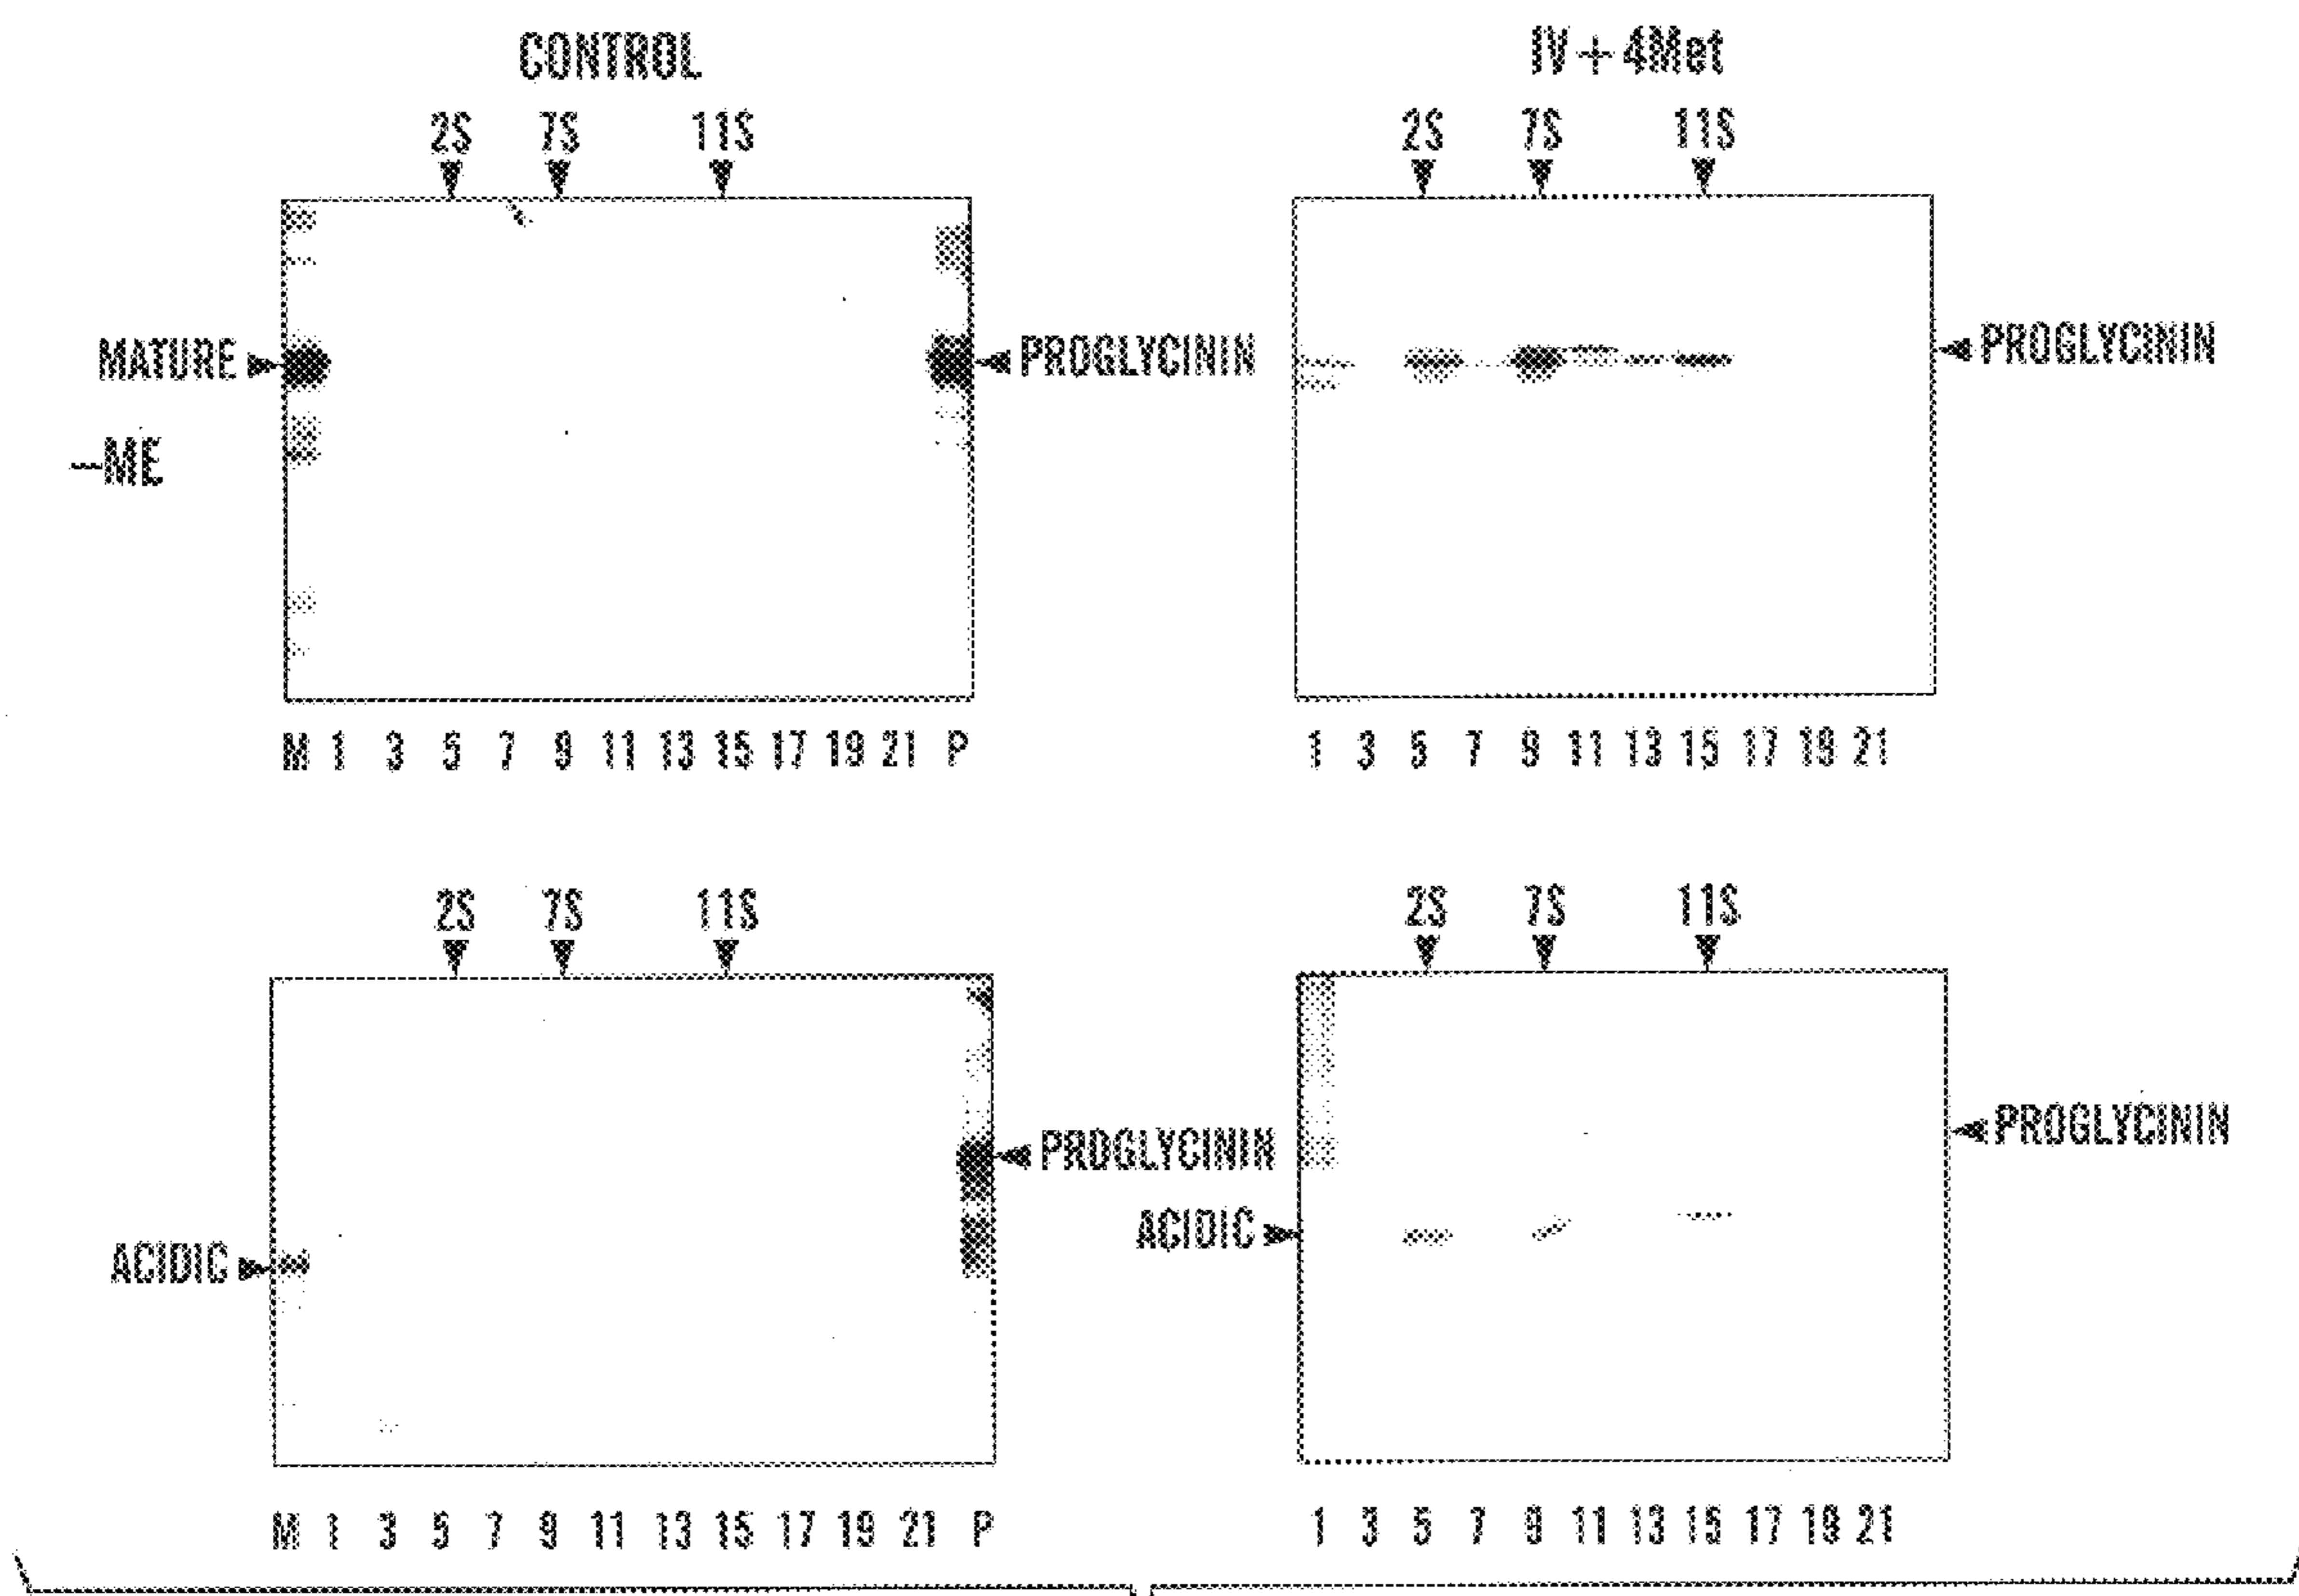 CONTROL
IV + 4Met
2S 7S 11S
2S 7S 11S
MATURE
PROGLYCININ
PROGLYCININ
-ME
M 1 3 5 7 9 11 13 15 17 19 21 P
1 3 5 7 9 11 13 15 17 19 21
2S 7S 11S
2S 7S 11S
PROGLYCININ
PROGLYCININ
ACIDIC
ACIDIC
M 1 3 5 7 9 11 13 15 17 19 21 P
1 3 5 7 9 11 13 15 17 19 21